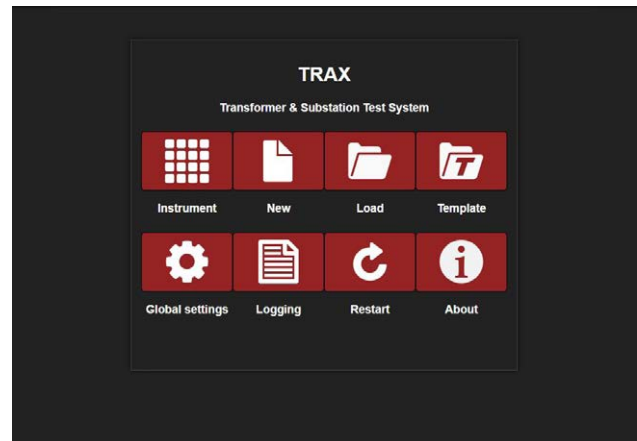 TRAX
Transformer & Substation Test System
Instrument New Load Template
Global settings Logging Restart About